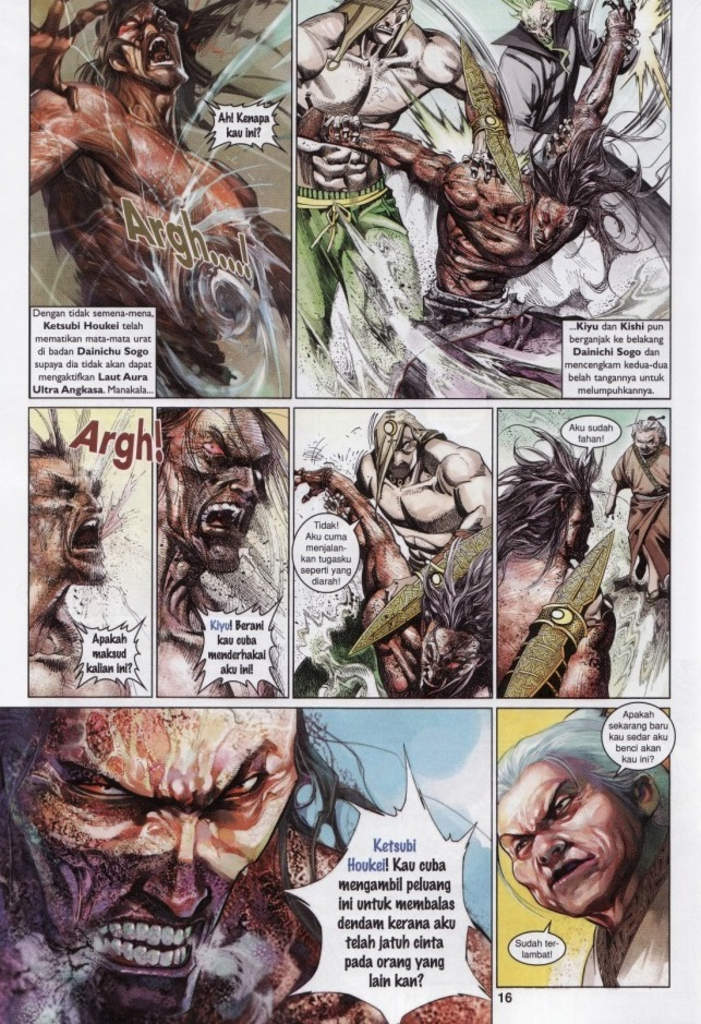 Ah! Kenapa
kau ini?
Argh.....!
Dengan tidak semena-mena,
Ketsubi Houkei telah
mematikan mata-mata urat
di badan Dainichu Sogo
supaya dia tidak akan dapat
mengaktifkan Laut Aura
Ultra Angkasa. Manakala...
...Kiyu dan Kishi pun
berganjak ke belakang
Dainichi Sogo dan
mencengkam kedua-dua
belah tangannya untuk
melumpuhkannya.
Argh!
Apakah
maksud
kalian ini?
Kiyu! Berani
kau cuba
menderhakai
aku ini!
Tidak!
Aku cuma
menjalan-
kan tugasku
seperti yang
diarah!
Aku sudah
fahan!
Ketsubi
Houkei! Kau cuba
mengambil peluang
ini untuk membalas
dendam kerana aku
telah jatuh cinta
pada orang yang
lain kan?
Apakah
sekarang baru
kau sedar aku
benci akan
kau ini?
Sudah ter-
lambat!
16